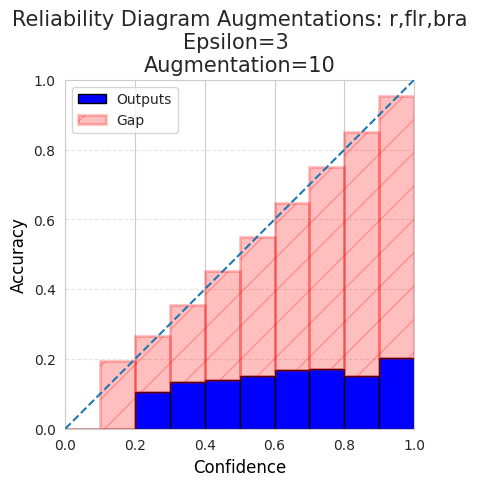 Reliability Diagram Augmentations: r,flr,bra
Epsilon=3
Augmentation=10
Outputs
Gap
Accuracy
1.0
0.8
0.6
0.4
0.2
0.0
0.0 0.2 0.4 0.6 0.8 1.0
Confidence